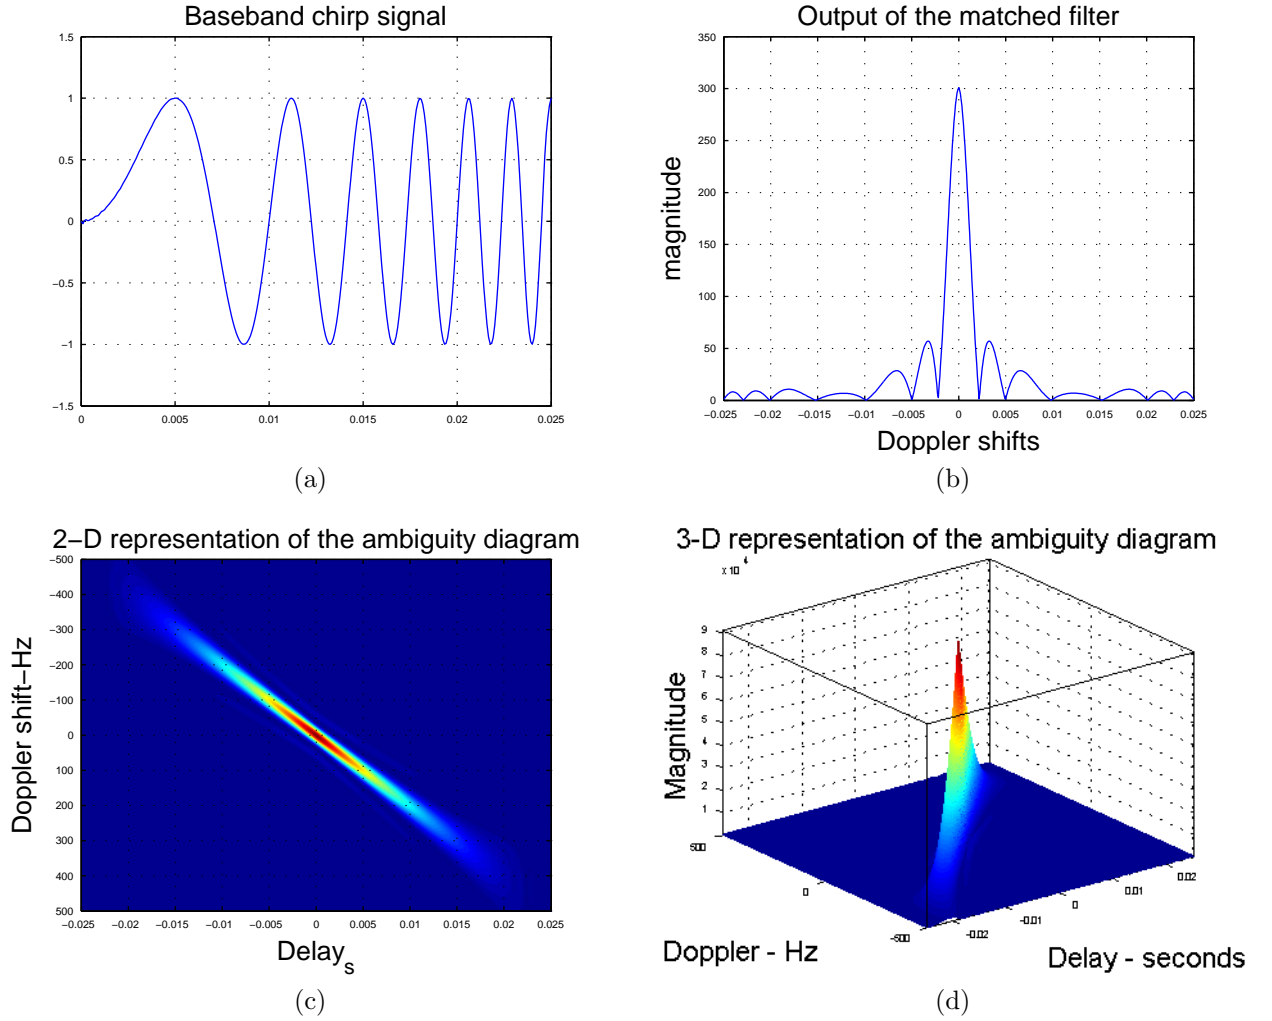 Baseband chirp signal
1.5
1
0.5
0
−0.5
−1
−1.5
0 0.005 0.01 0.015 0.02 0.025
(a)
Output of the matched filter
350
300
250
200
150
100
50
0
magnitude
−0.025 −0.02 −0.015 −0.01 −0.005 0 0.005 0.01 0.015 0.02 0.025
Doppler shifts
(b)
2−D representation of the ambiguity diagram
−500
−400
−300
−200
−100
0
100
200
300
400
500
Doppler shift−Hz
−0.025 −0.02 −0.015 −0.01 −0.005 0 0.005 0.01 0.015 0.02 0.025
Delay_s
(c)
3-D representation of the ambiguity diagram
x 10 4
9
8
7
6
5
4
3
2
1
Magnitude
500
0
-500
-0.02
-0.01
0
0.01
0.02
Doppler - Hz
Delay - seconds
(d)